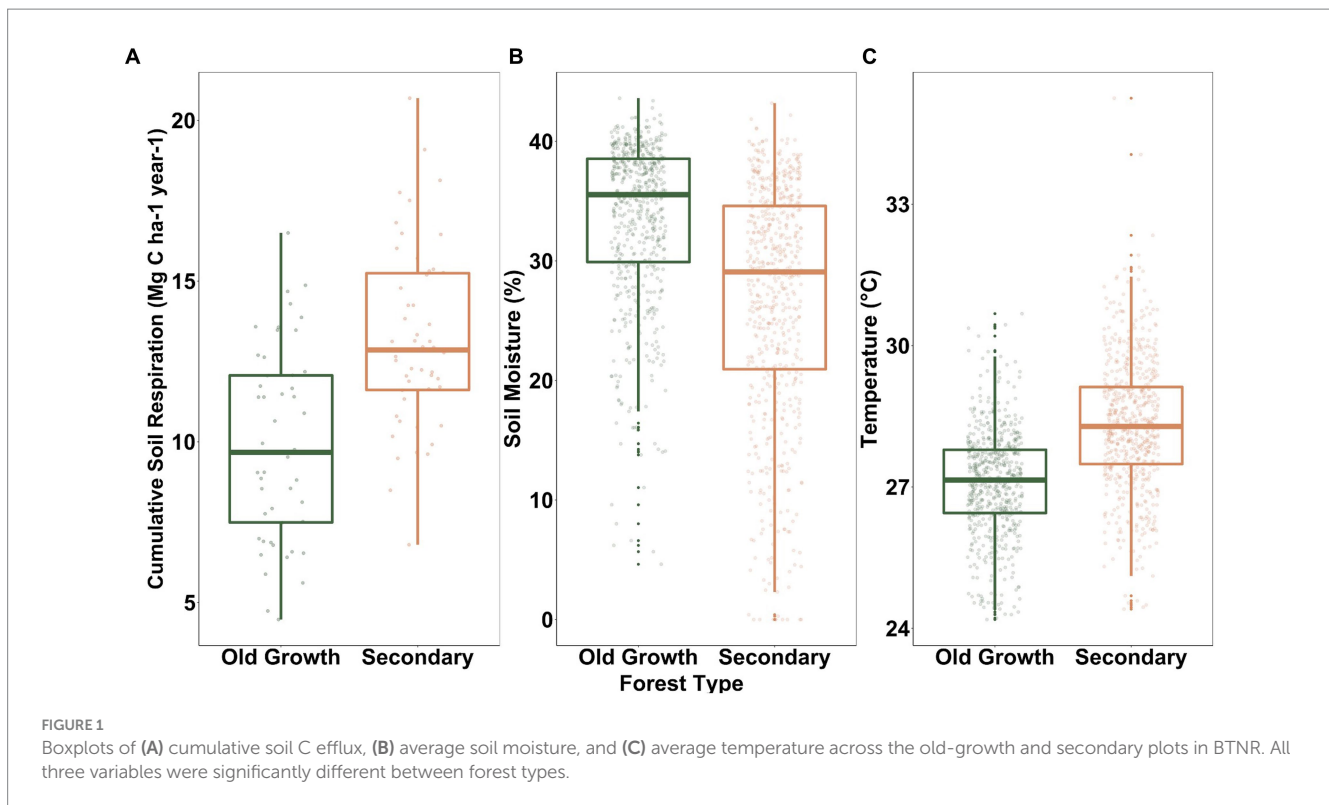 A
B
C
Cumulative Soil Respiration (Mg C ha-1 year-1)
20
15
10
5
Old Growth
Secondary
Soil Moisture (%)
40
30
20
10
0
Old Growth
Secondary
Forest Type
Temperature (°C)
33
30
27
24
Old Growth
Secondary
FIGURE 1
Boxplots of (A) cumulative soil C efflux, (B) average soil moisture, and (C) average temperature across the old-growth and secondary plots in BTNR. All
three variables were significantly different between forest types.